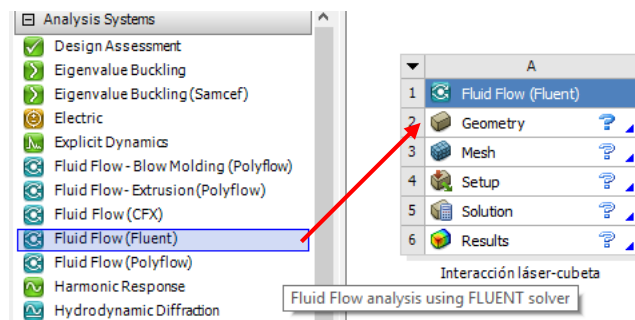 Analysis Systems
Design Assessment
Eigenvalue Buckling
Eigenvalue Buckling (Samcef)
Electric
Explicit Dynamics
Fluid Flow - Blow Molding (Polyflow)
Fluid Flow - Extrusion (Polyflow)
Fluid Flow (CFX)
Fluid Flow (Fluent)
Fluid Flow (Polyflow)
Harmonic Response
Hydrodynamic Diffraction
Fluid Flow analysis using FLUENT solver
A
1 Fluid Flow (Fluent)
2 Geometry ?
3 Mesh ?
4 Setup ?
5 Solution ?
6 Results ?
Interacción láser-cubeta